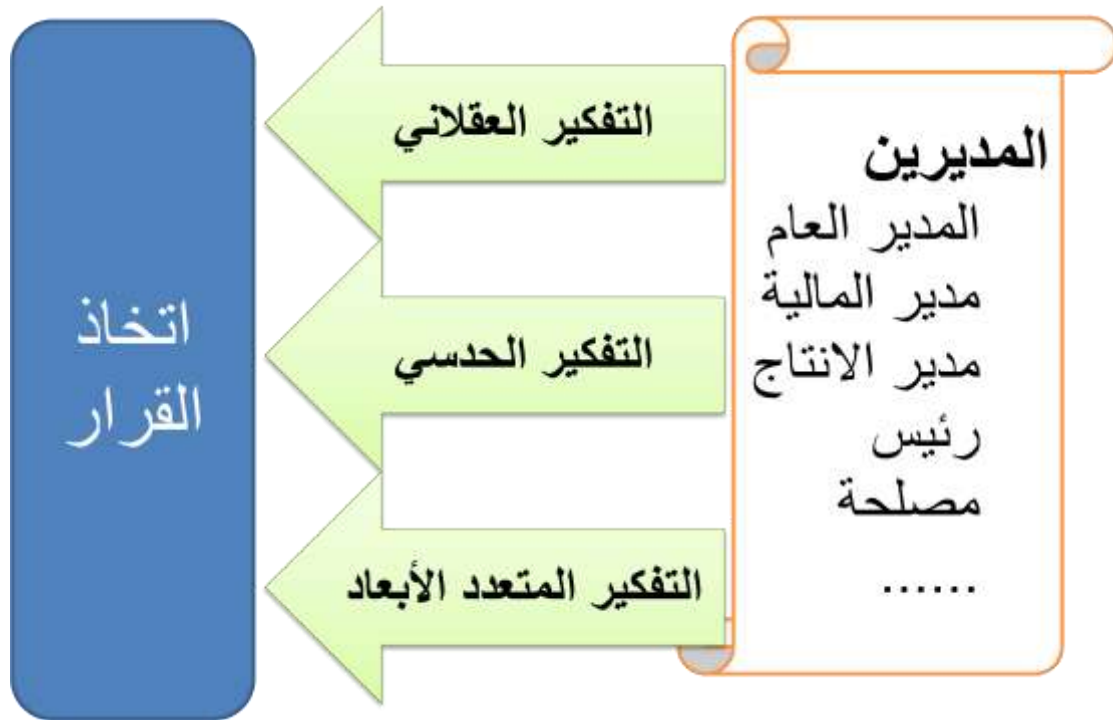 المديرين
المدير العام
مدير المالية
مدير الانتاج
رئيس
مصلحة
......
التفكير العقلاني
التفكير الحدسي
التفكير المتعدد الأبعاد
اتخاذ
القرار